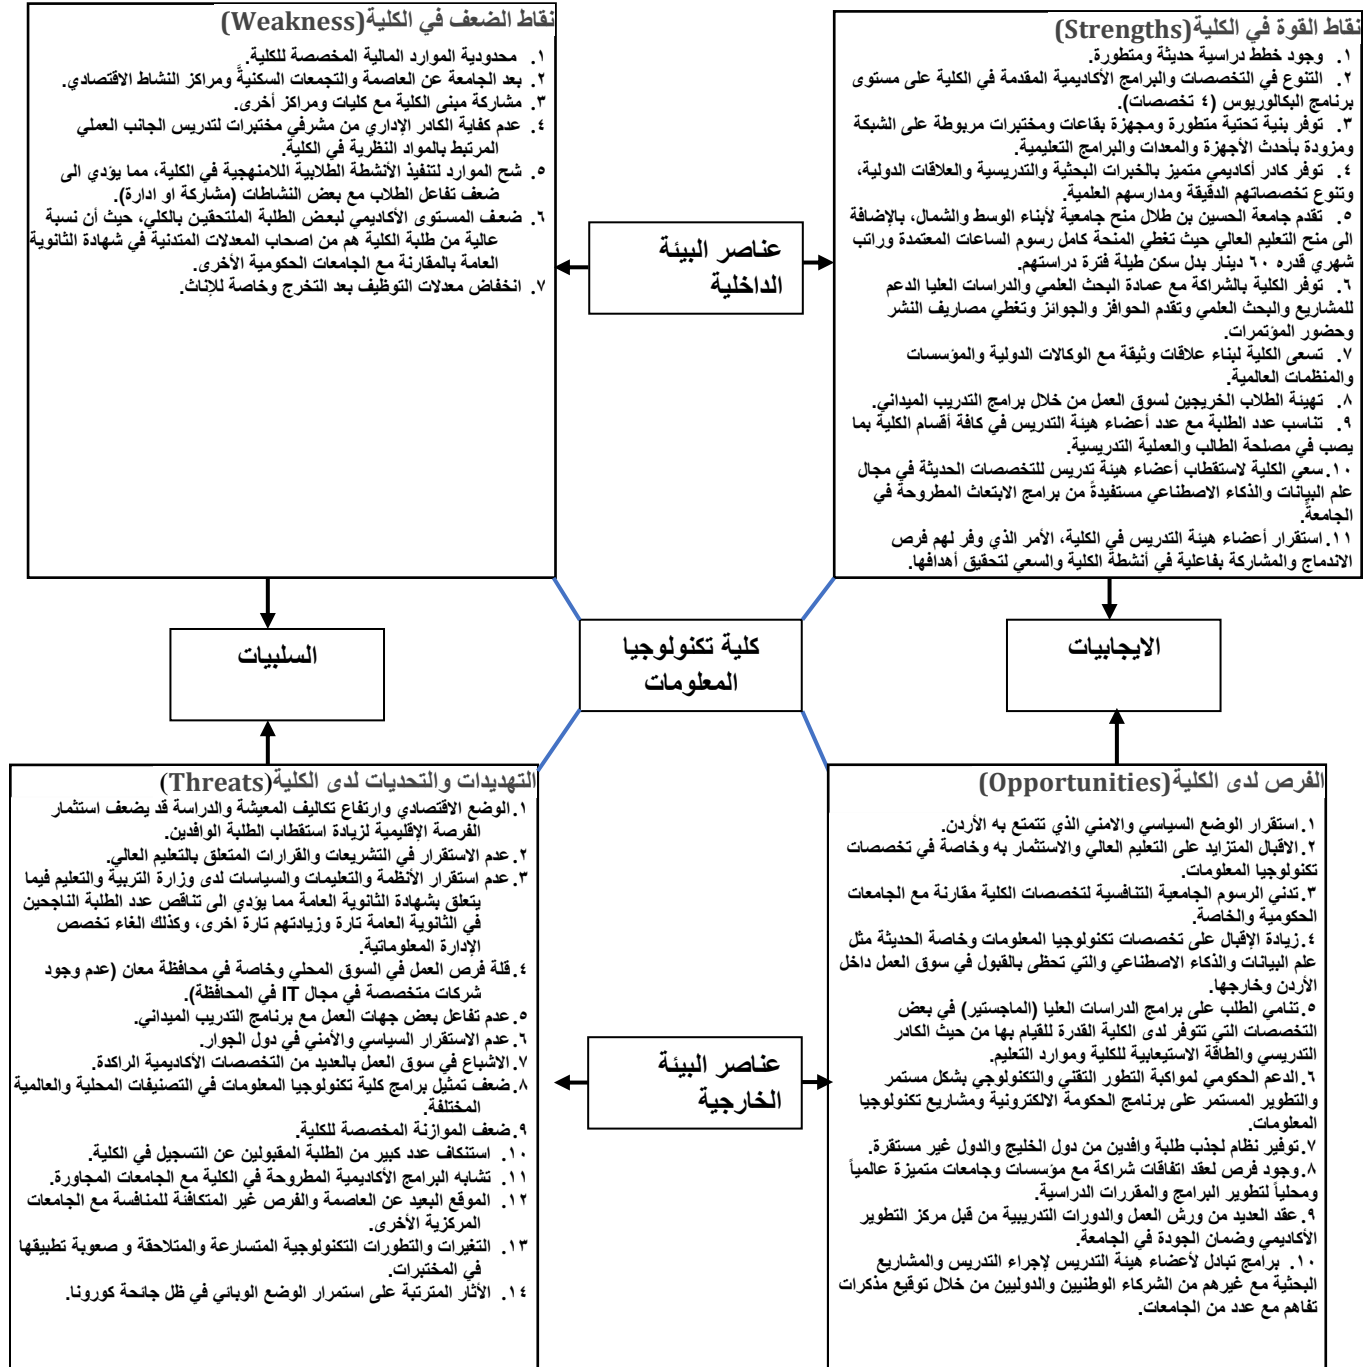 نقاط القوة في الكلية(Strengths)
١. وجود خطط دراسية حديثة ومتطورة.
٢. التنوع في التخصصات والبرامج الأكاديمية المقدمة في الكلية على مستوى
برنامج البكالوريوس (٤ تخصصات).
٣. توفر بنية تحتية متطورة ومجهزة بقاعات ومختبرات مربوطة على الشبكة
ومزودة بأحدث الأجهزة والمعدات والبرامج التعليمية.
٤. توفر كادر أكاديمي متميز بالخبرات البحثية والتدريسية والعلاقات الدولية،
وتنوع تخصصاتهم الدقيقة ومدارسهم العلمية.
٥. تقدم جامعة الحسين بن طلال منح جامعية لأبناء الوسط والشمال، بالإضافة
الى منح التعليم العالي حيث تغطي المنحة كامل رسوم الساعات المعتمدة وراتب
شهري قدره ٦٠ دينار بدل سكن طيلة فترة دراستهم.
٦. توفر الكلية بالشراكة مع عمادة البحث العلمي والدراسات العليا الدعم
للمشاريع والبحث العلمي وتقدم الحوافز والجوائز وتغطي مصاريف النشر
وحضور المؤتمرات.
٧. تسعى الكلية لبناء علاقات وثيقة مع الوكالات الدولية والمؤسسات
والمنظمات العالمية.
٨. تهيئة الطلاب الخريجين لسوق العمل من خلال برامج التدريب الميداني.
٩. تناسب عدد الطلبة مع عدد أعضاء هيئة التدريس في كافة أقسام الكلية بما
يصب في مصلحة الطالب والعملية التدريسية.
١٠. سعي الكلية لاستقطاب أعضاء هيئة تدريس للتخصصات الحديثة في مجال
علم البيانات والذكاء الاصطناعي مستفيدةً من برامج الابتعاث المطروحة في
الجامعة.
١١. استقرار أعضاء هيئة التدريس في الكلية، الأمر الذي وفر لهم فرص
الاندماج والمشاركة بفاعلية في أنشطة الكلية والسعي لتحقيق أهدافها.
نقاط الضعف في الكلية(Weakness)
١. محدودية الموارد المالية المخصصة للكلية.
٢. بعد الجامعة عن العاصمة والتجمعات السكنية ومراكز النشاط الاقتصادي.
٣. مشاركة مبنى الكلية مع كليات ومراكز أخرى.
٤. عدم كفاية الكادر الإداري من مشرفي مختبرات لتدريس الجانب العملي
المرتبط بالمواد النظرية في الكلية.
٥. شح الموارد لتنفيذ الأنشطة الطلابية اللامنهجية في الكلية، مما يؤدي الى
ضعف تفاعل الطلاب مع بعض النشاطات (مشاركة او ادارة).
٦. ضعف المستوى الأكاديمي لبعض الطلبة الملتحقين بالكلي، حيث أن نسبة
عالية من طلبة الكلية هم من اصحاب المعدلات المتدنية في شهادة الثانوية
العامة بالمقارنة مع الجامعات الحكومية الأخرى.
٧. انخفاض معدلات التوظيف بعد التخرج وخاصة للإناث.
عناصر البيئة
الداخلية
الايجابيات
كلية تكنولوجيا
المعلومات
السلبيات
الفرص لدى الكلية(Opportunities)
١. استقرار الوضع السياسي والامني الذي تتمتع به الأردن.
٢. الاقبال المتزايد على التعليم العالي والاستثمار به وخاصة في تخصصات
تكنولوجيا المعلومات.
٣. تدني الرسوم الجامعية التنافسية لتخصصات الكلية مقارنة مع الجامعات
الحكومية والخاصة.
٤. زيادة الإقبال على تخصصات تكنولوجيا المعلومات وخاصة الحديثة مثل
علم البيانات والذكاء الاصطناعي والتي تحظى بالقبول في سوق العمل داخل
الأردن وخارجها.
٥. تنامي الطلب على برامج الدراسات العليا (الماجستير) في بعض
التخصصات التي تتوفر لدى الكلية القدرة للقيام بها من حيث الكادر
التدريسي والطاقة الاستيعابية للكلية وموارد التعليم.
٦. الدعم الحكومي لمواكبة التطور التقني والتكنولوجي بشكل مستمر
والتطوير المستمر على برنامج الحكومة الالكترونية ومشاريع تكنولوجيا
المعلومات.
٧. توفير نظام لجذب طلبة وافدين من دول الخليج والدول غير مستقرة.
٨. وجود فرص لعقد اتفاقات شراكة مع مؤسسات وجامعات متميزة عالمياً
ومحلياً لتطوير البرامج والمقررات الدراسية.
٩. عقد العديد من ورش العمل والدورات التدريبية من قبل مركز التطوير
الأكاديمي وضمان الجودة في الجامعة.
١٠. برامج تبادل لأعضاء هيئة التدريس لإجراء التدريس والمشاريع
البحثية مع غيرهم من الشركاء الوطنيين والدوليين من خلال توقيع مذكرات
تفاهم مع عدد من الجامعات.
التهديدات والتحديات لدى الكلية(Threats)
١. الوضع الاقتصادي وارتفاع تكاليف المعيشة والدراسة قد يضعف استثمار
الفرصة الإقليمية لزيادة استقطاب الطلبة الوافدين.
٢. عدم الاستقرار في التشريعات والقرارات المتعلق بالتعليم العالي.
٣. عدم استقرار الأنظمة والتعليمات والسياسات لدى وزارة التربية والتعليم فيما
يتعلق بشهادة الثانوية العامة مما يؤدي الى تناقص عدد الطلبة الناجحين
في الثانوية العامة تارة وزيادتهم تارة اخرى، وكذلك الغاء تخصص
الإدارة المعلوماتية.
٤. قلة فرص العمل في السوق المحلي وخاصة في محافظة معان (عدم وجود
شركات متخصصة في مجال IT في المحافظة).
٥. عدم تفاعل بعض جهات العمل مع برنامج التدريب الميداني.
٦. عدم الاستقرار السياسي والأمني في دول الجوار.
٧. الاشباع في سوق العمل بالعديد من التخصصات الأكاديمية الراكدة.
٨. ضعف تمثيل برامج كلية تكنولوجيا المعلومات في التصنيفات المحلية والعالمية
المختلفة.
٩. ضعف الموازنة المخصصة للكلية.
١٠. استنكاف عدد كبير من الطلبة المقبولين عن التسجيل في الكلية.
١١. تشابه البرامج الأكاديمية المطروحة في الكلية مع الجامعات المجاورة.
١٢. الموقع البعيد عن العاصمة والفرص غير المتكافئة للمنافسة مع الجامعات
المركزية الأخرى.
١٣. التغيرات والتطورات التكنولوجية المتسارعة والمتلاحقة و صعوبة تطبيقها
في المختبرات.
١٤. الأثار المترتبة على استمرار الوضع الوبائي في ظل جائحة كورونا.
عناصر البيئة
الخارجية